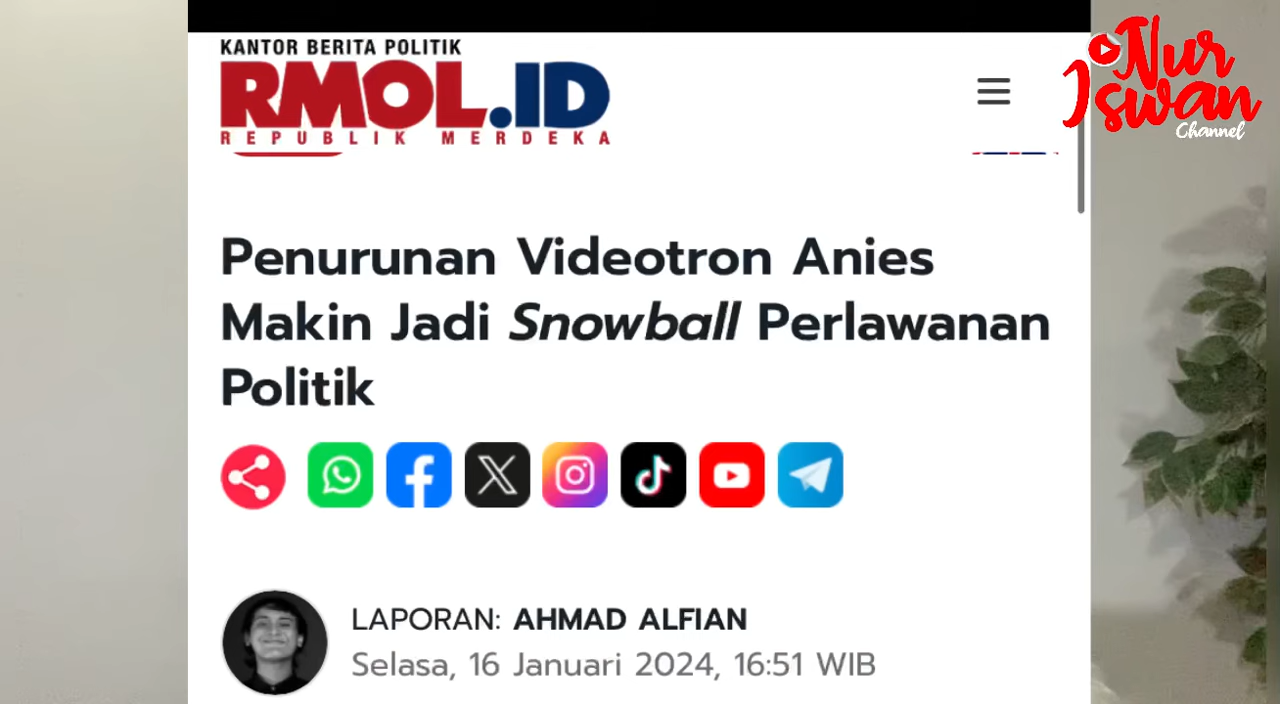 KANTOR BERITA POLITIK
RMOL.ID
REPUBLIK MERDEKA
Nur
Iswan
Channel
Penurunan Videotron Anies
Makin Jadi Snowball Perlawanan
Politik
LAPORAN: AHMAD ALFIAN
Selasa, 16 Januari 2024, 16:51 WIB